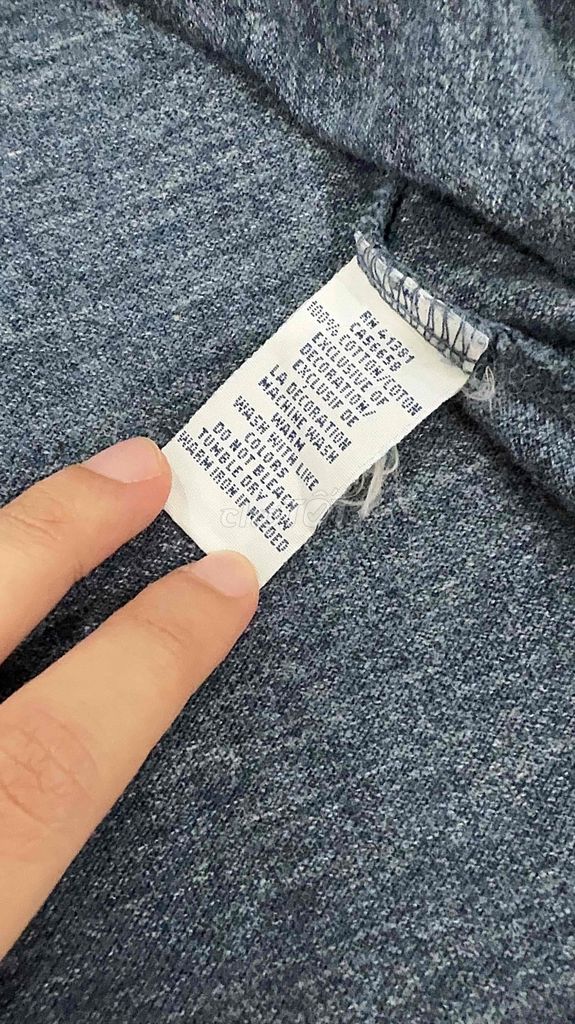 RN 41381
CA56658
100% COTTON/COTON
EXCLUSIVE OF
DECORATION/
EXCLUSIF DE
LA DECORATION
MACHINE WASH
WARM
WASH WITH LIKE
COLORS
DO NOT BLEACH
TUMBLE DRY LOW
WARM IRON IF NEEDED